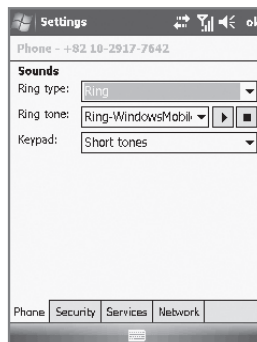 Settings
ok
Phone - +82 10-2917-7642
Sounds
Ring type: Ring
Ring tone: Ring-WindowsMobil
Keypad: Short tones
Phone Security Services Network